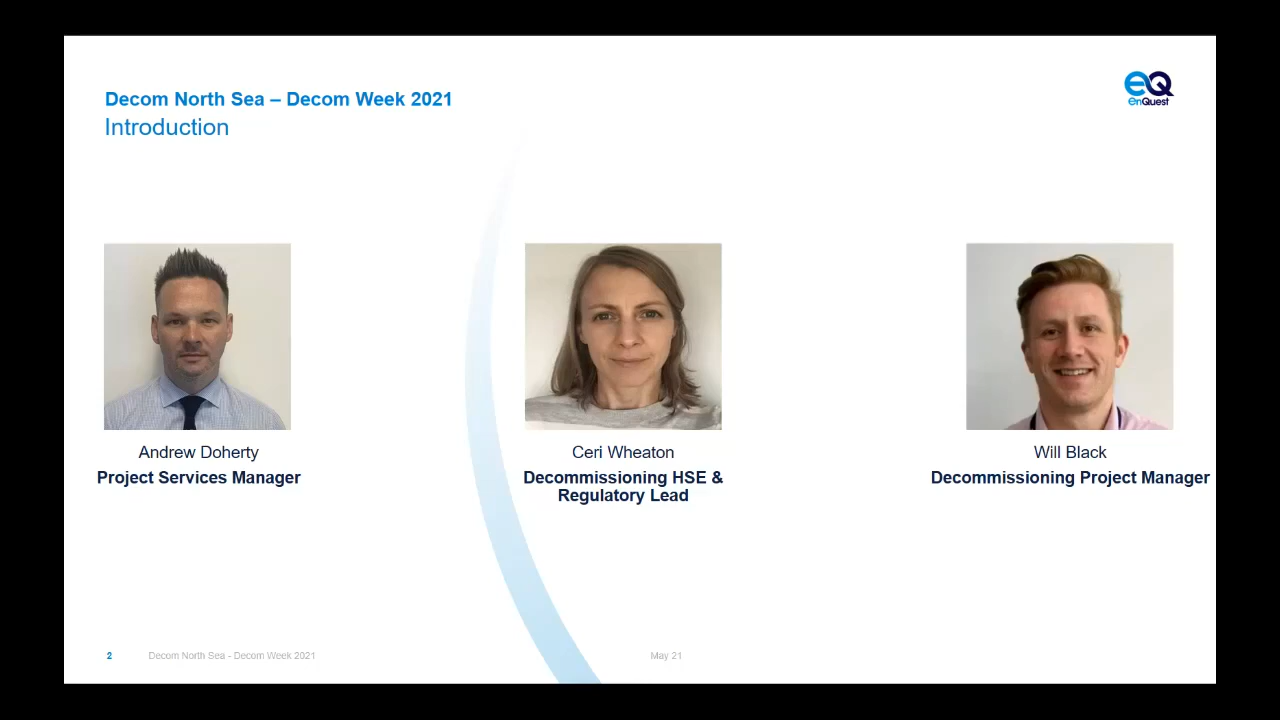 Decom North Sea – Decom Week 2021
Introduction
eQ
EnQuest
Andrew Doherty
Project Services Manager
Ceri Wheaton
Decommissioning HSE &
Regulatory Lead
Will Black
Decommissioning Project Manager
2
Decom North Sea - Decom Week 2021
May 21